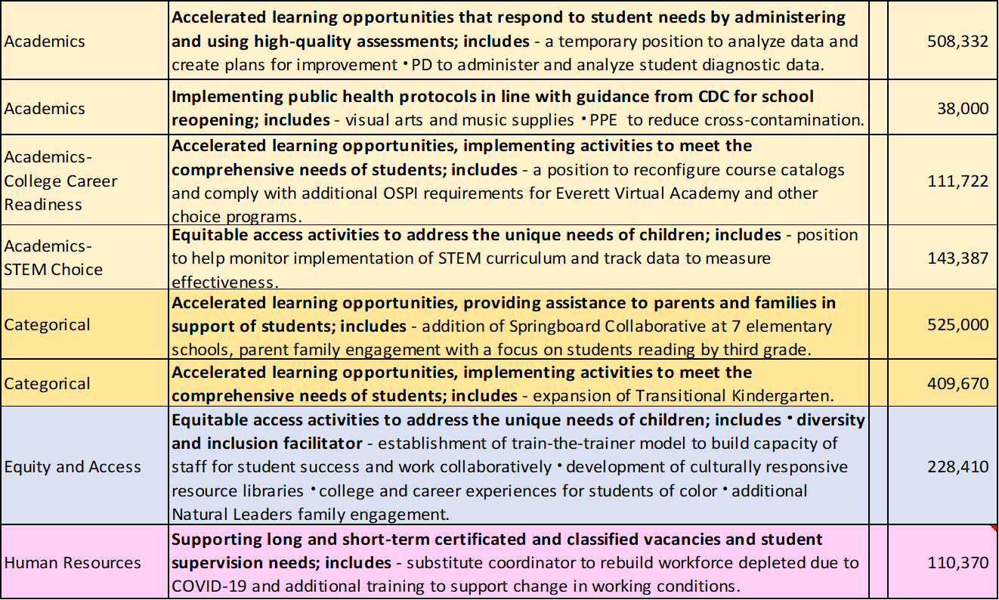 Academics
Accelerated learning opportunities that respond to student needs by administering
and using high-quality assessments; includes - a temporary position to analyze data and
create plans for improvement • PD to administer and analyze student diagnostic data.
508,332
Academics
Implementing public health protocols in line with guidance from CDC for school
reopening; includes - visual arts and music supplies • PPE  to reduce cross-contamination.
38,000
Academics-
College Career
Readiness
Accelerated learning opportunities, implementing activities to meet the
comprehensive needs of students; includes - a position to reconfigure course catalogs
and comply with additional OSPI requirements for Everett Virtual Academy and other
choice programs.
111,722
Academics-
STEM Choice
Equitable access activities to address the unique needs of children; includes - position
to help monitor implementation of STEM curriculum and track data to measure
effectiveness.
143,387
Categorical
Accelerated learning opportunities, providing assistance to parents and families in
support of students; includes - addition of Springboard Collaborative at 7 elementary
schools, parent family engagement with a focus on students reading by third grade.
525,000
Categorical
Accelerated learning opportunities, implementing activities to meet the
comprehensive needs of students; includes - expansion of Transitional Kindergarten.
409,670
Equity and Access
Equitable access activities to address the unique needs of children; includes • diversity
and inclusion facilitator - establishment of train-the-trainer model to build capacity of
staff for student success and work collaboratively • development of culturally responsive
resource libraries • college and career experiences for students of color • additional
Natural Leaders family engagement.
228,410
Human Resources
Supporting long and short-term certificated and classified vacancies and student
supervision needs; includes - substitute coordinator to rebuild workforce depleted due to
COVID-19 and additional training to support change in working conditions.
110,370